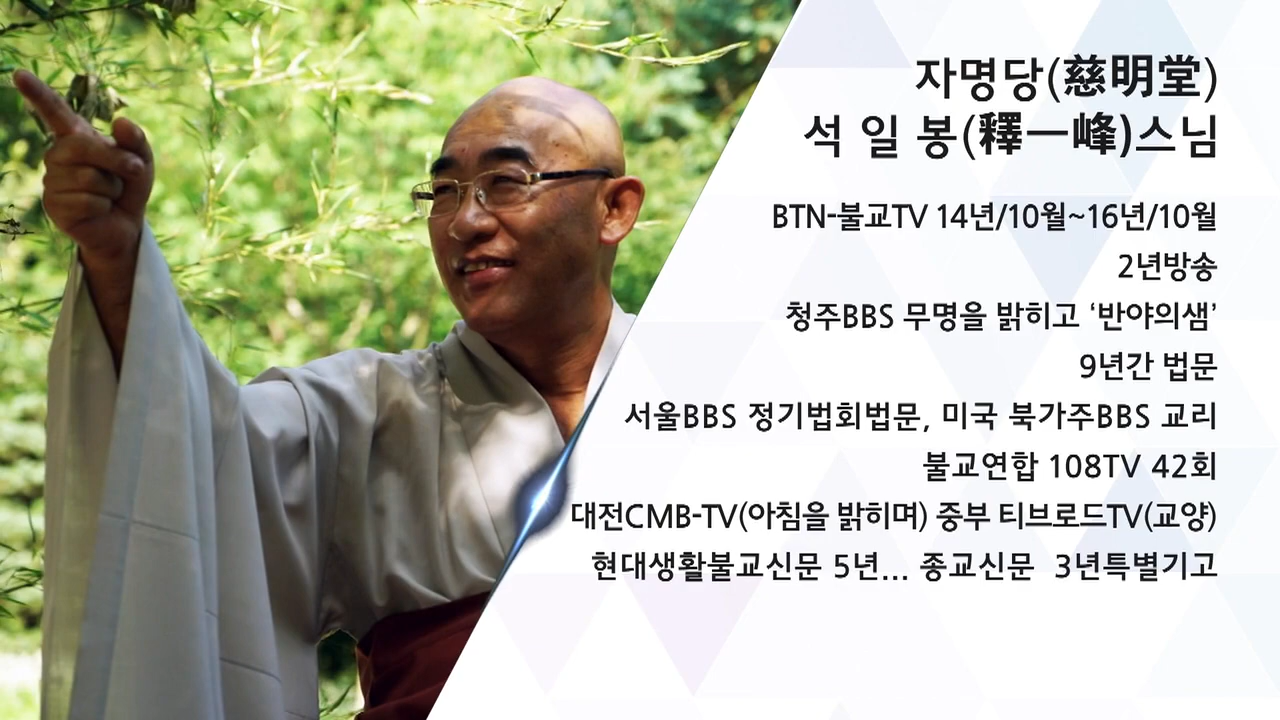 자명당(慈明堂)
석 일 봉(釋一峰)스님
BTN-불교TV 14년/10월~16년/10월
2년방송
청주BBS 무명을 밝히고 ‘반야의샘’
9년간 법문
서울BBS 정기법회법문, 미국 북가주BBS 교리
불교연합 108TV 42회
대전CMB-TV(아침을 밝히며) 중부 티브로드TV(교양)
현대생활불교신문 5년... 종교신문 3년특별기고